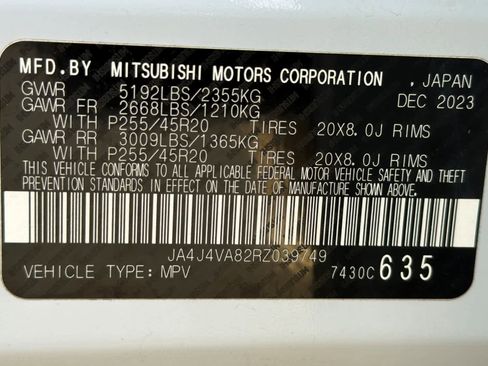 MFD.BY MITSUBISHI MOTORS CORPORATION , JAPAN
GVWR 5192LBS/2355KG DEC 2023
GAWR FR 2668LBS/1210KG
WITH P255/45R20 TIRES 20X8.0J RIMS
GAWR RR 3009LBS/1365KG
WITH P255/45R20 TIRES 20X8.0J RIMS
THIS VEHICLE CONFORMS TO ALL APPLICABLE FEDERAL MOTOR VEHICLE SAFETY AND THEFT
PREVENTION STANDARDS IN EFFECT ON THE DATE OF MANUFACTURE SHOWN ABOVE.
JA4J4VA82RZ039749
VEHICLE TYPE: MPV 7430C 635